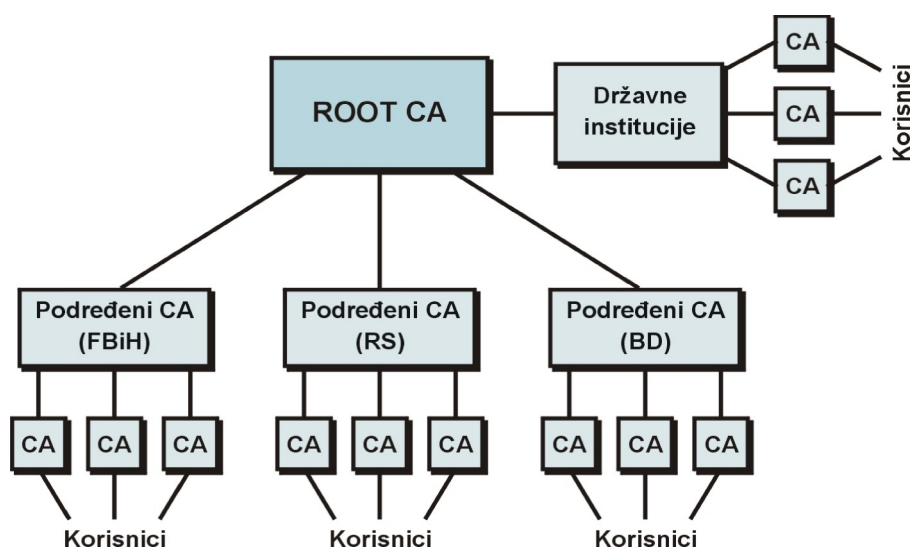 ROOT CA
Državne
institucije
CA
CA
CA
Korisnici
Podređeni CA
(FBiH)
Podređeni CA
(RS)
Podređeni CA
(BD)
CA
CA
CA
CA
CA
CA
CA
CA
CA
Korisnici
Korisnici
Korisnici